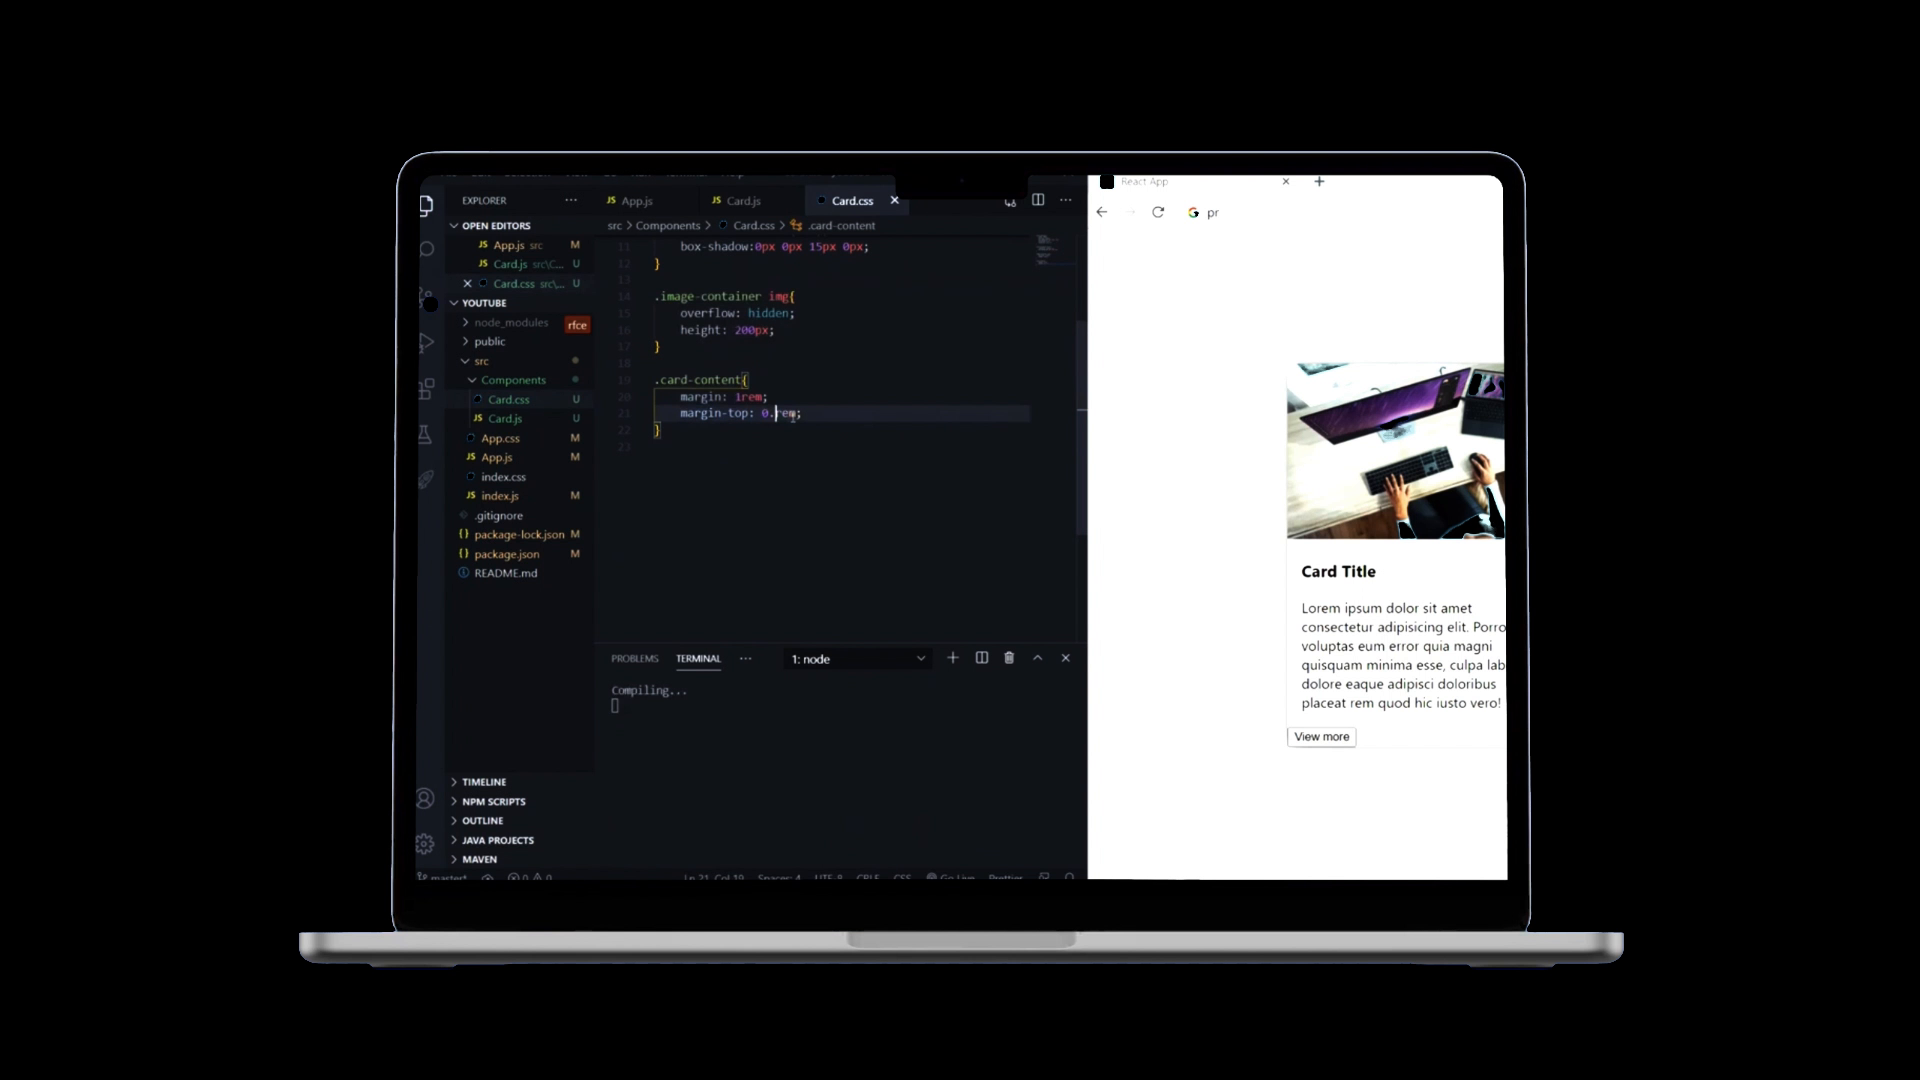 EXPLORER
OPEN EDITORS
App.js src M
Card.js src\C... U
Card.css src\... U
YOUTUBE
node_modules
rfce
public
src
Components
Card.css U
Card.js U
App.css M
App.js M
index.css
index.js M
.gitignore
package-lock.json M
package.json M
README.md
TIMELINE
NPM SCRIPTS
OUTLINE
JAVA PROJECTS
MAVEN
JS App.js
JS Card.js
Card.css
src > Components > Card.css > .card-content
11 box-shadow:0px 0px 15px 0px;
12 }
13
14 .image-container img{
15 overflow: hidden;
16 height: 200px;
17 }
18
19 .card-content{
20 margin: 1rem;
21 margin-top: 0.rem;
22 }
23
PROBLEMS TERMINAL ... 1: node
Compiling...
React App
pr
Card Title
Lorem ipsum dolor sit amet
consectetur adipisicing elit. Porro
voluptas eum error quia magni
quisquam minima esse, culpa lab
dolore eaque adipisci doloribus
placeat rem quod hic iusto vero!
View more